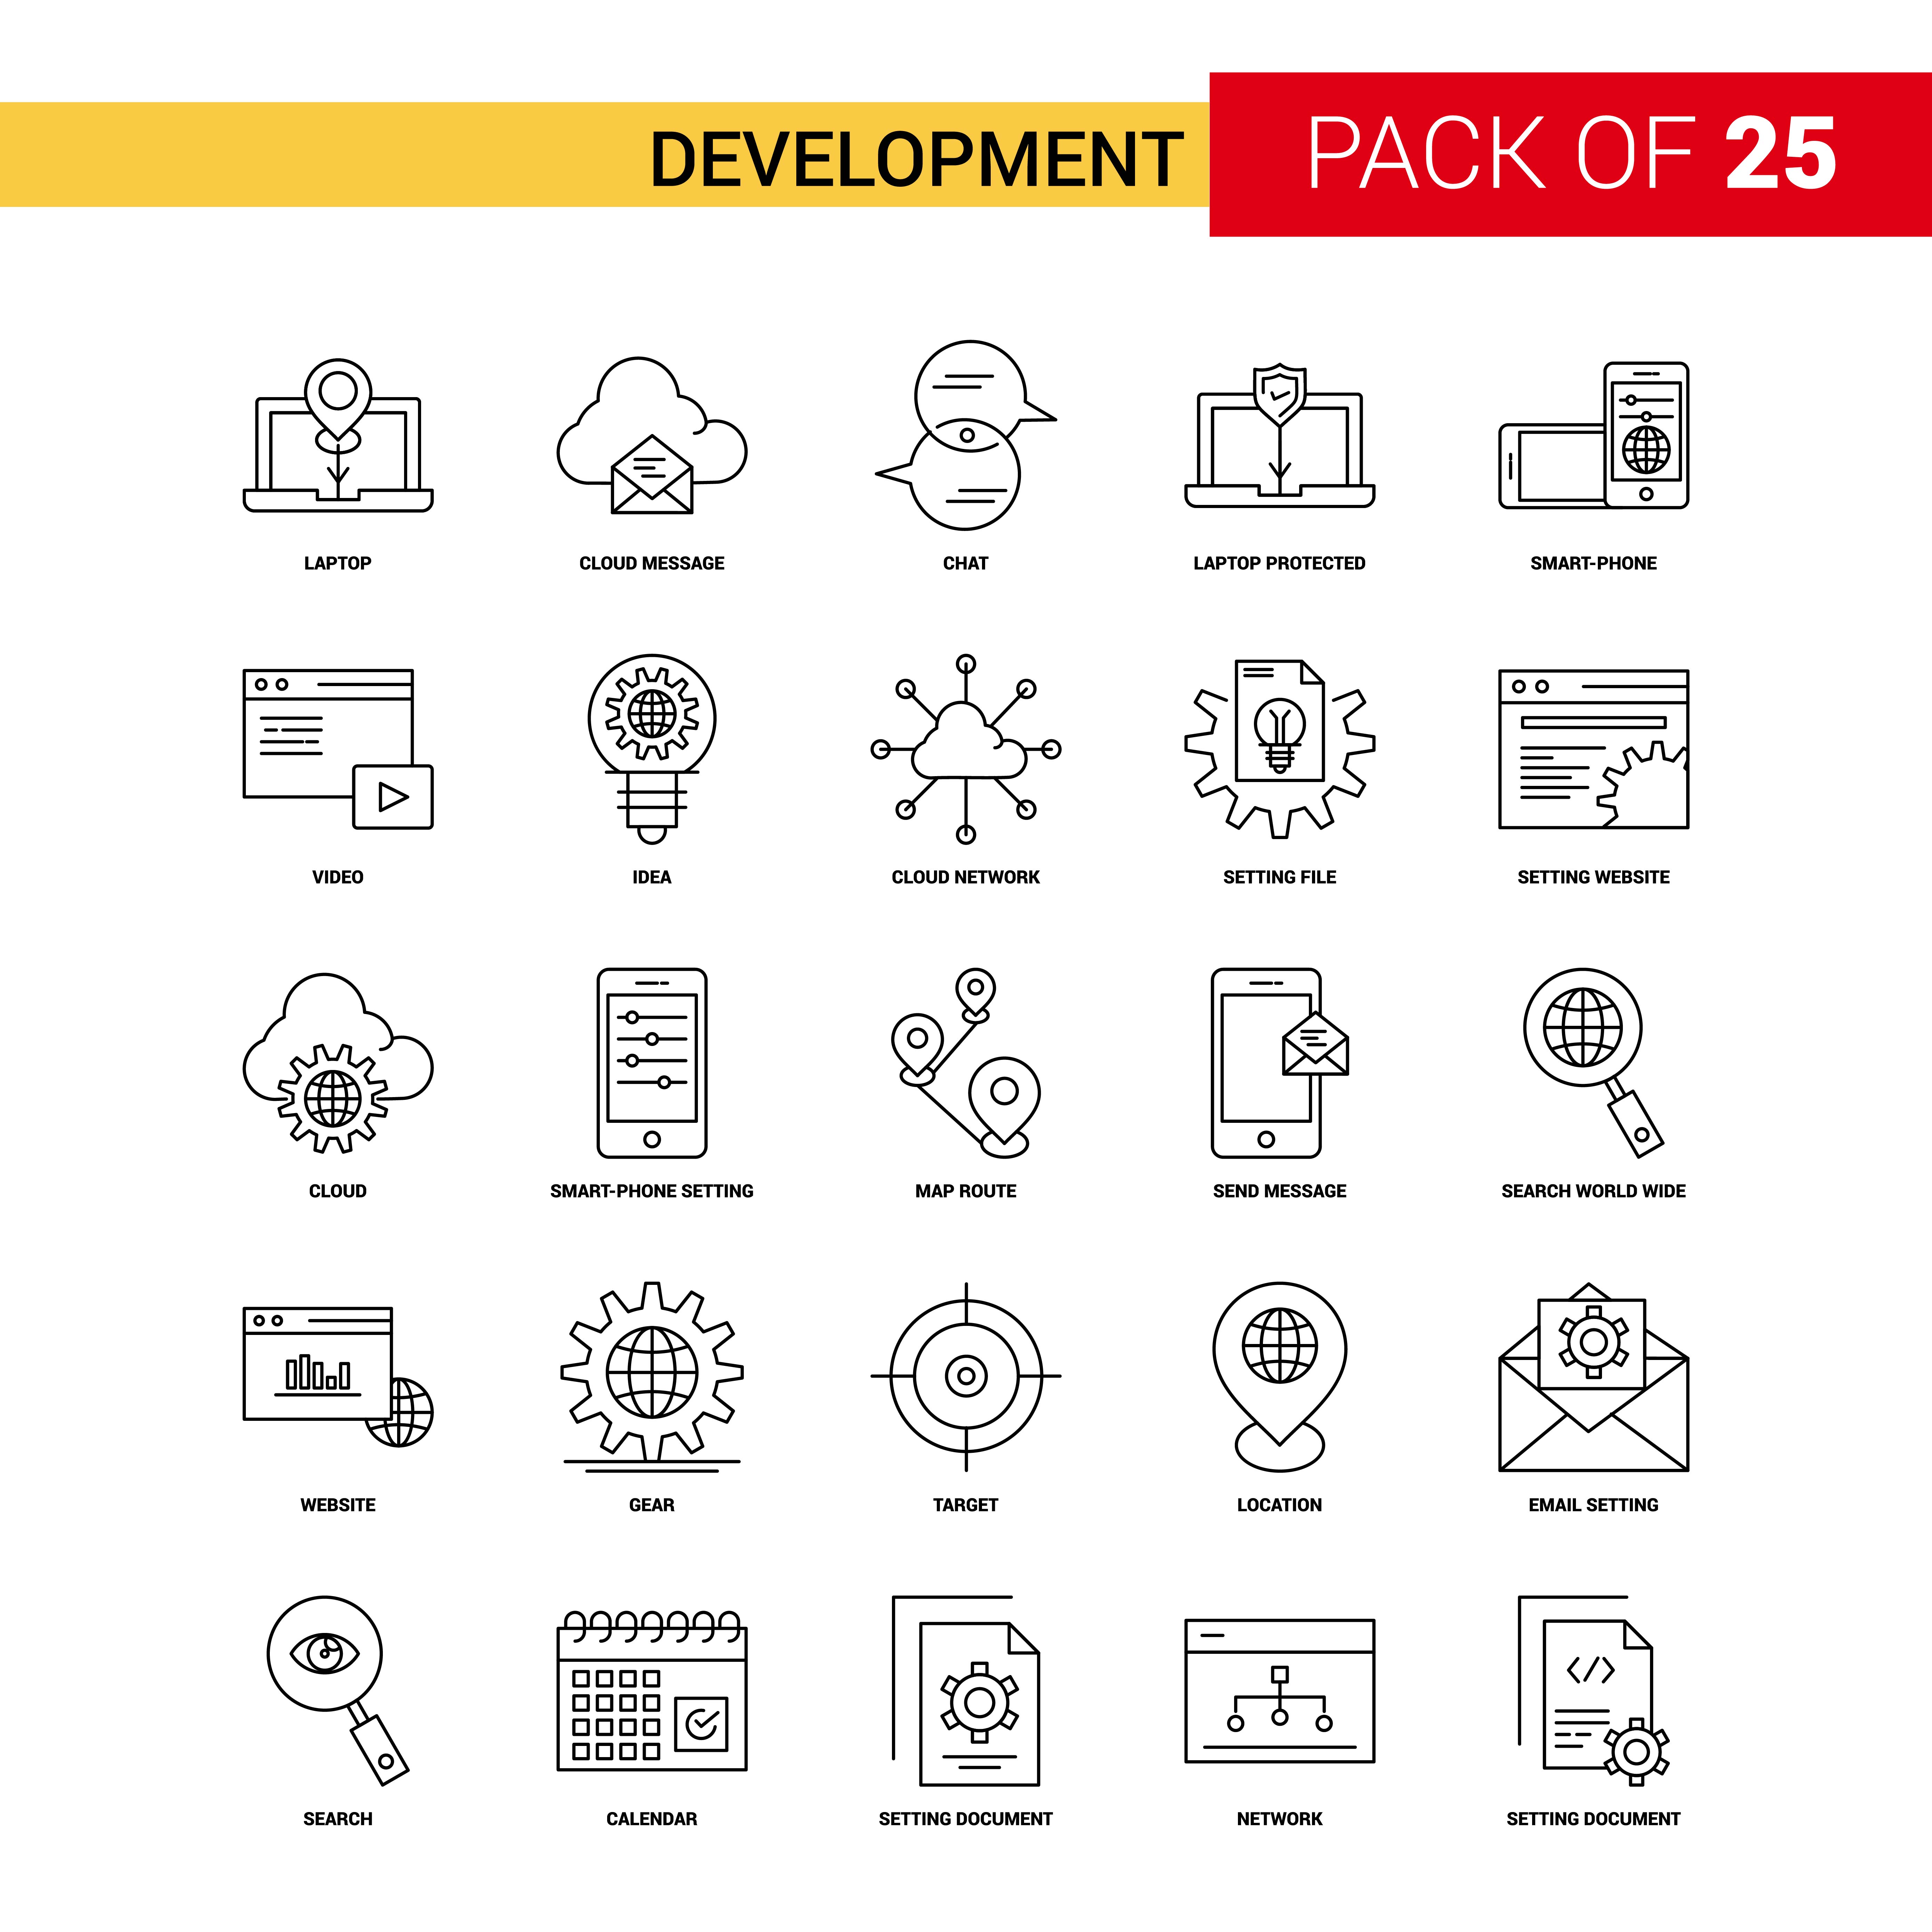 DEVELOPMENT
PACK OF 25
LAPTOP
CLOUD MESSAGE
CHAT
LAPTOP PROTECTED
SMART-PHONE
VIDEO
IDEA
CLOUD NETWORK
SETTING FILE
SETTING WEBSITE
CLOUD
SMART-PHONE SETTING
MAP ROUTE
SEND MESSAGE
SEARCH WORLD WIDE
WEBSITE
GEAR
TARGET
LOCATION
EMAIL SETTING
SEARCH
CALENDAR
SETTING DOCUMENT
NETWORK
</>
SETTING DOCUMENT